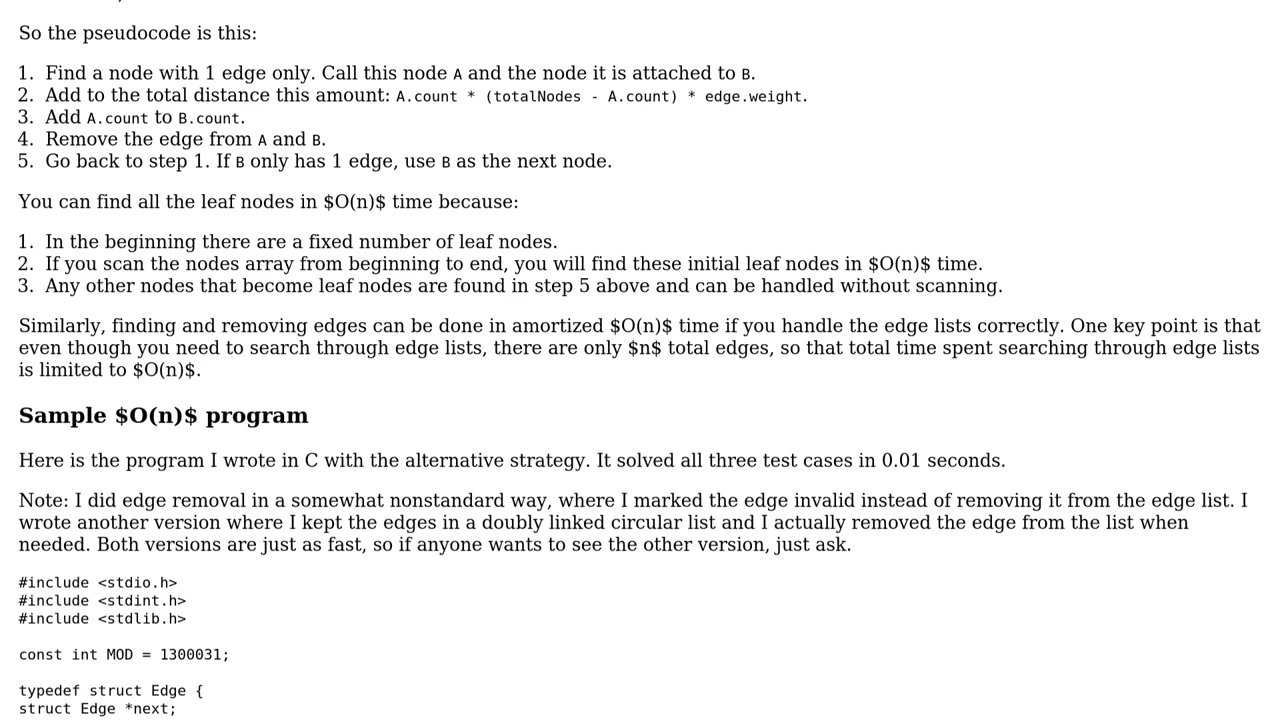 So the pseudocode is this:
1. Find a node with 1 edge only. Call this node A and the node it is attached to B.
2. Add to the total distance this amount: A.count * (totalNodes - A.count) * edge.weight.
3. Add A.count to B.count.
4. Remove the edge from A and B.
5. Go back to step 1. If B only has 1 edge, use B as the next node.
You can find all the leaf nodes in $O(n)$ time because:
1. In the beginning there are a fixed number of leaf nodes.
2. If you scan the nodes array from beginning to end, you will find these initial leaf nodes in $O(n)$ time.
3. Any other nodes that become leaf nodes are found in step 5 above and can be handled without scanning.
Similarly, finding and removing edges can be done in amortized $O(n)$ time if you handle the edge lists correctly. One key point is that
even though you need to search through edge lists, there are only $n$ total edges, so that total time spent searching through edge lists
is limited to $O(n)$.
Sample $O(n)$ program
Here is the program I wrote in C with the alternative strategy. It solved all three test cases in 0.01 seconds.
Note: I did edge removal in a somewhat nonstandard way, where I marked the edge invalid instead of removing it from the edge list. I
wrote another version where I kept the edges in a doubly linked circular list and I actually removed the edge from the list when
needed. Both versions are just as fast, so if anyone wants to see the other version, just ask.
#include <stdio.h>
#include <stdint.h>
#include <stdlib.h>
const int MOD = 1300031;
typedef struct Edge {
struct Edge *next;